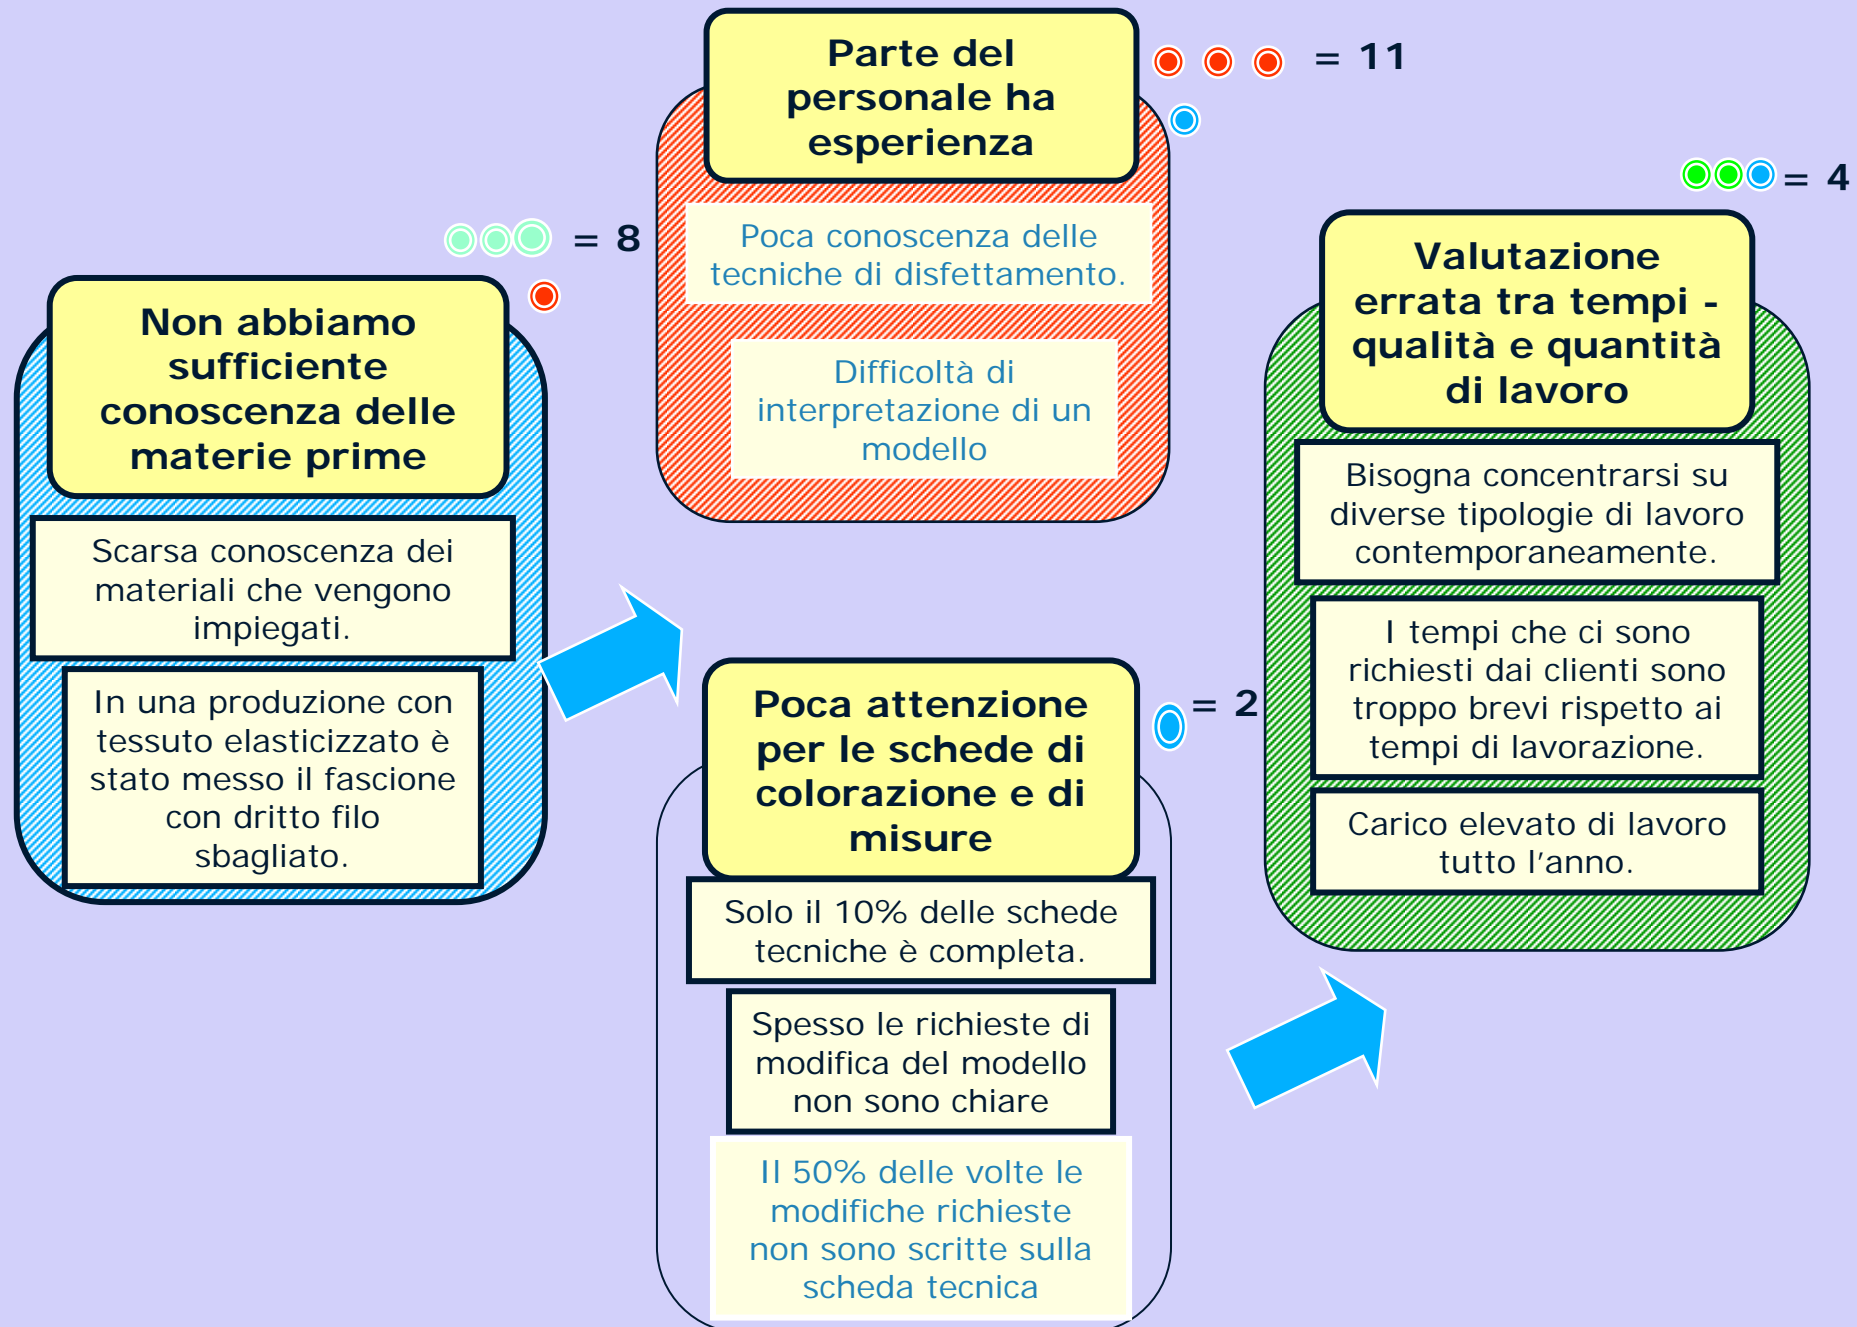 Parte del
personale ha
esperienza
= 11
Poca conoscenza delle
tecniche di disfettamento.
Difficoltà di
interpretazione di un
modello
= 8
Non abbiamo
sufficiente
conoscenza delle
materie prime
Scarsa conoscenza dei
materiali che vengono
impiegati.
In una produzione con
tessuto elasticizzato è
stato messo il fascione
con dritto filo
sbagliato.
Poca attenzione
per le schede di
colorazione e di
misure
= 2
Solo il 10% delle schede
tecniche è completa.
Spesso le richieste di
modifica del modello
non sono chiare
Il 50% delle volte le
modifiche richieste
non sono scritte sulla
scheda tecnica
= 4
Valutazione
errata tra tempi -
qualità e quantità
di lavoro
Bisogna concentrarsi su
diverse tipologie di lavoro
contemporaneamente.
I tempi che ci sono
richiesti dai clienti sono
troppo brevi rispetto ai
tempi di lavorazione.
Carico elevato di lavoro
tutto l'anno.